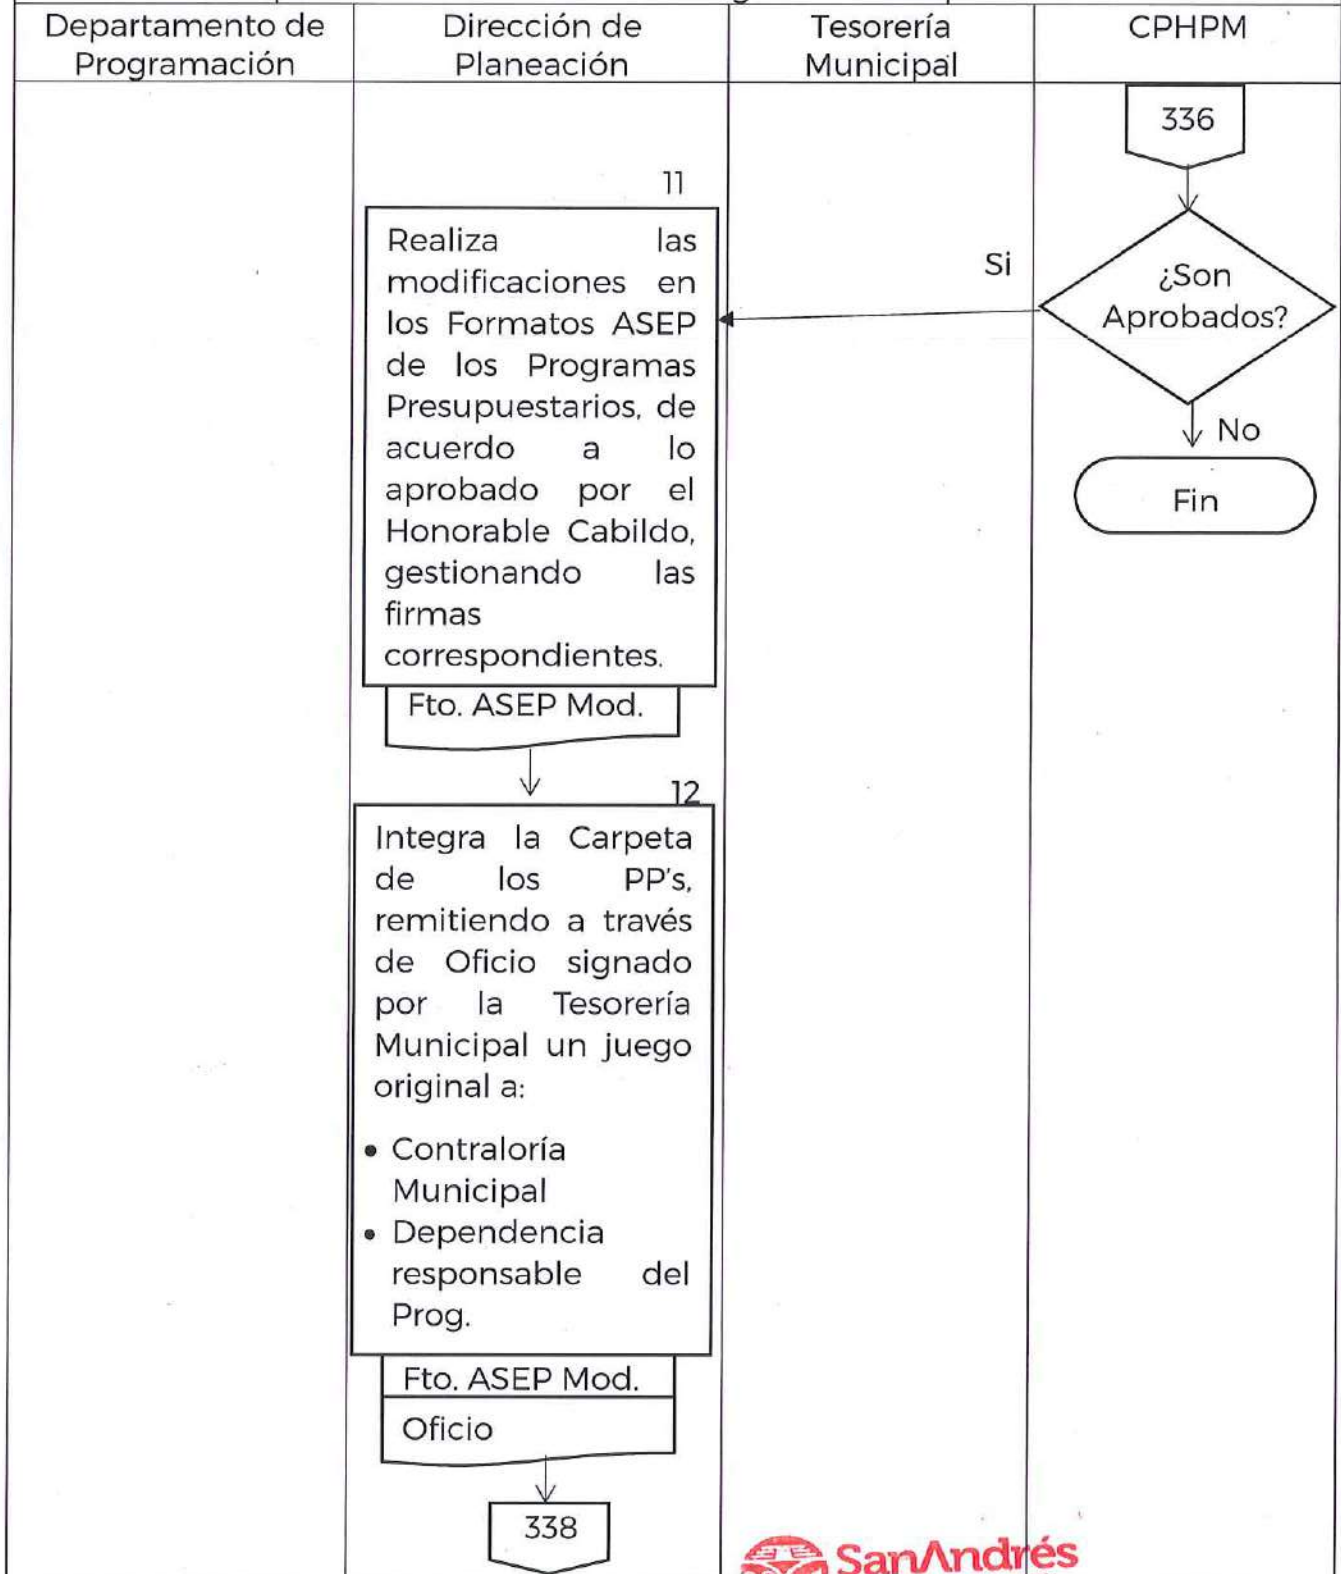 Departamento de
Programación
Dirección de
Planeación
Tesorería
Municipal
CPHPM
336
¿Son
Aprobados?
Si
No
Fin
11
Realiza las
modificaciones en
los Formatos ASEP
de los Programas
Presupuestarios, de
acuerdo a lo
aprobado por el
Honorable Cabildo,
gestionando las
firmas
correspondientes.
Fto. ASEP Mod.
12
Integra la Carpeta
de los PP's,
remitiendo a través
de Oficio signado
por la Tesorería
Municipal un juego
original a:
• Contraloría
Municipal
• Dependencia
responsable del
Prog.
Fto. ASEP Mod.
Oficio
338
SanAndrés